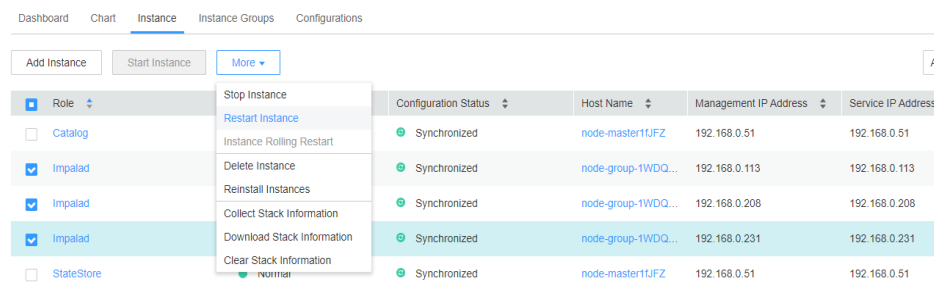 Dashboard Chart Instance Instance Groups Configurations
Add Instance Start Instance More
Stop Instance
Role Configuration Status Host Name Management IP Address Service IP Address
Restart Instance
Catalog Synchronized node-master1fJFZ 192.168.0.51 192.168.0.51
Instance Rolling Restart
Delete Instance
Impalad Synchronized node-group-1WDQ... 192.168.0.113 192.168.0.113
Reinstall Instances
Impalad Synchronized node-group-1WDQ... 192.168.0.208 192.168.0.208
Collect Stack Information
Download Stack Information
Impalad Synchronized node-group-1WDQ... 192.168.0.231 192.168.0.231
Clear Stack Information
StateStore Normal Synchronized node-master1fJFZ 192.168.0.51 192.168.0.51